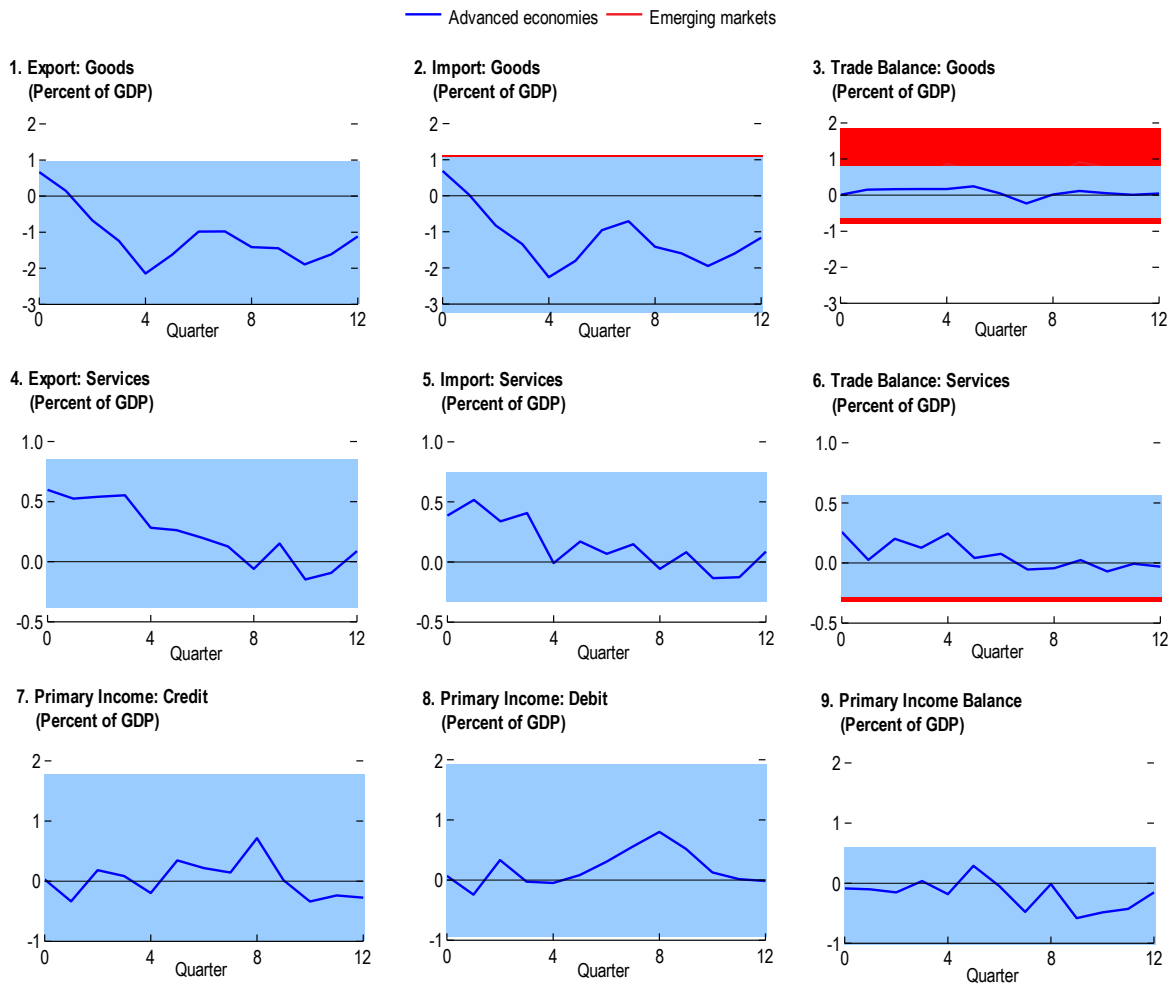 Advanced economies Emerging markets
1. Export: Goods
(Percent of GDP)
2
1
0
-1
-2
-3
0 4 8 12
Quarter
2. Import: Goods
(Percent of GDP)
2
1
0
-1
-2
-3
0 4 8 12
Quarter
3. Trade Balance: Goods
(Percent of GDP)
2
1
0
-1
-2
-3
0 4 8 12
Quarter
4. Export: Services
(Percent of GDP)
1.0
0.5
0.0
-0.5
0 4 8 12
Quarter
5. Import: Services
(Percent of GDP)
1.0
0.5
0.0
-0.5
0 4 8 12
Quarter
6. Trade Balance: Services
(Percent of GDP)
1.0
0.5
0.0
-0.5
0 4 8 12
Quarter
7. Primary Income: Credit
(Percent of GDP)
2
1
0
-1
0 4 8 12
Quarter
8. Primary Income: Debit
(Percent of GDP)
2
1
0
-1
0 4 8 12
Quarter
9. Primary Income Balance
(Percent of GDP)
2
1
0
-1
0 4 8 12
Quarter